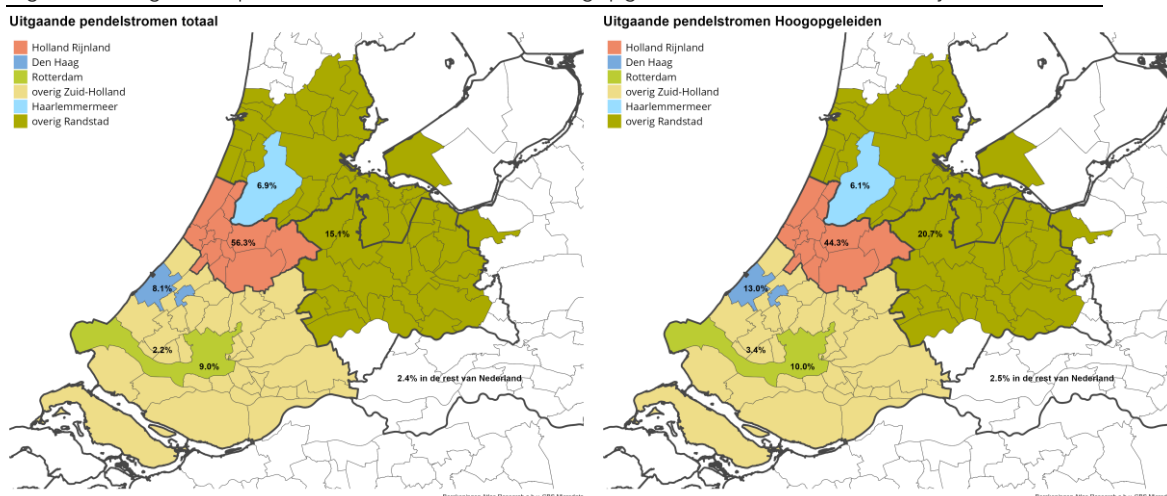 Uitgaande pendelstromen totaal
Holland Rijnland
Den Haag
Rotterdam
overig Zuid-Holland
Haarlemmermeer
overig Randstad
6.9%
56.3%
15.1%
8.1%
2.2%
9.0%
2.4% in de rest van Nederland
Uitgaande pendelstromen Hoogopgeleiden
Holland Rijnland
Den Haag
Rotterdam
overig Zuid-Holland
Haarlemmermeer
overig Randstad
6.1%
44.3%
20.7%
13.0%
3.4%
10.0%
2.5% in de rest van Nederland